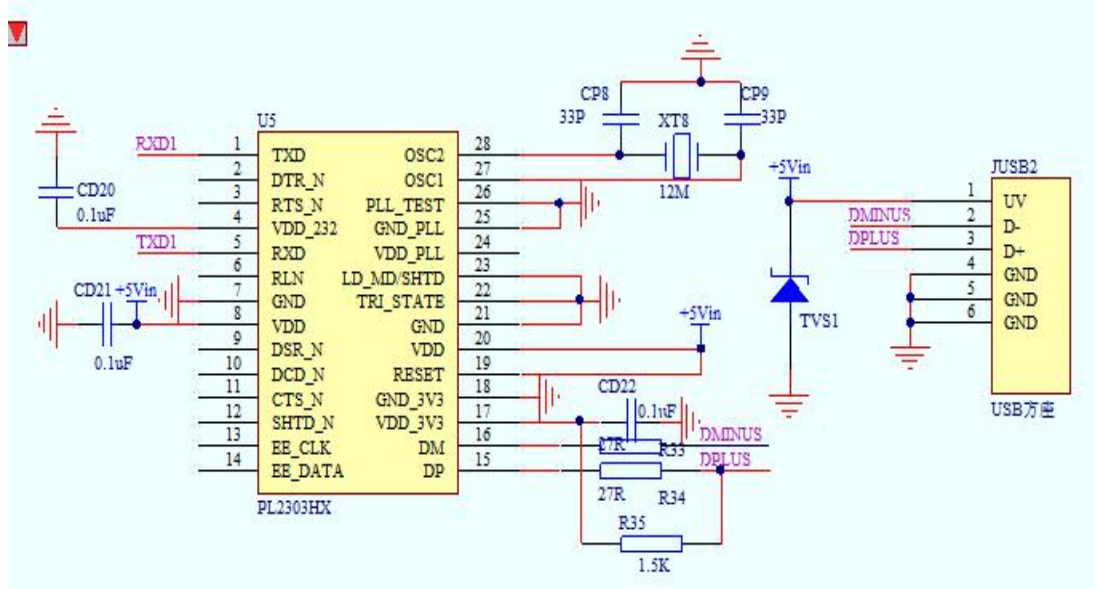 U5
RXD1
TXD1
CD20
0.1uF
CD21
+5Vin
0.1uF
1 TXD
2 DTR_N
3 RTS_N
4 VDD_232
5 RXD
6 RLN
7 GND
8 VDD
9 DSR_N
10 DCD_N
11 CTS_N
12 SHTD_N
13 EE_CLK
14 EE_DATA
OSC2 28
OSC1 27
PLL_TEST 26
GND_PLL 25
VDD_PLL 24
LD_MD/SHTD 23
TRI_STATE 22
GND 21
VDD 20
RESET 19
GND_3V3 18
VDD_3V3 17
DM 16
DP 15
PL2303HX
CP8
33P
XT8
12M
CP9
33P
+5Vin
CD22
0.1uF
27R
R33
DMINUS
DPLUS
27R
R34
R35
1.5K
+5Vin
TVS1
JUSB2
DMINUS
DPLUS
1 UV
2 D-
3 D+
4 GND
5 GND
6 GND
USB方座